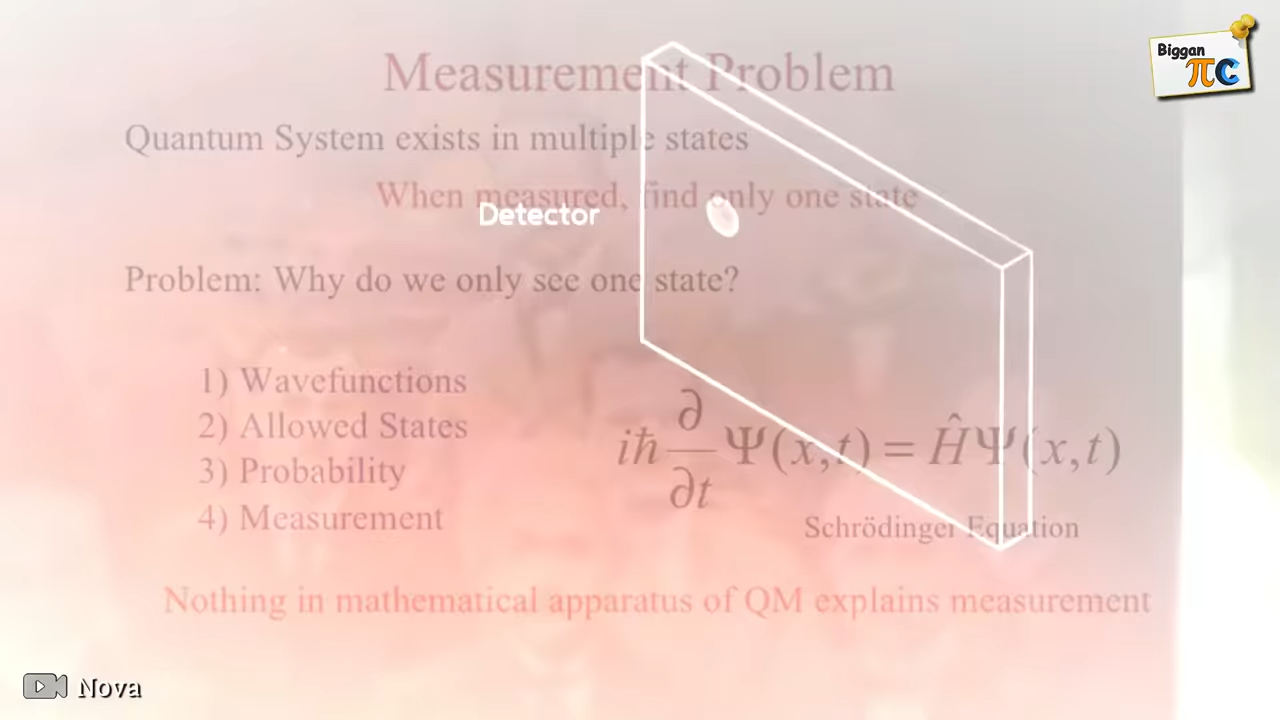 Measurement Problem
Biggan
πC
Quantum System exists in multiple states
When measured, find only one state
Detector
Problem: Why do we only see one state?
1) Wavefunctions
2) Allowed States
3) Probability
4) Measurement
iħ ∂/∂t Ψ(x,t) = ĤΨ(x,t)
Schrödinger Equation
Nothing in mathematical apparatus of QM explains measurement
Nova